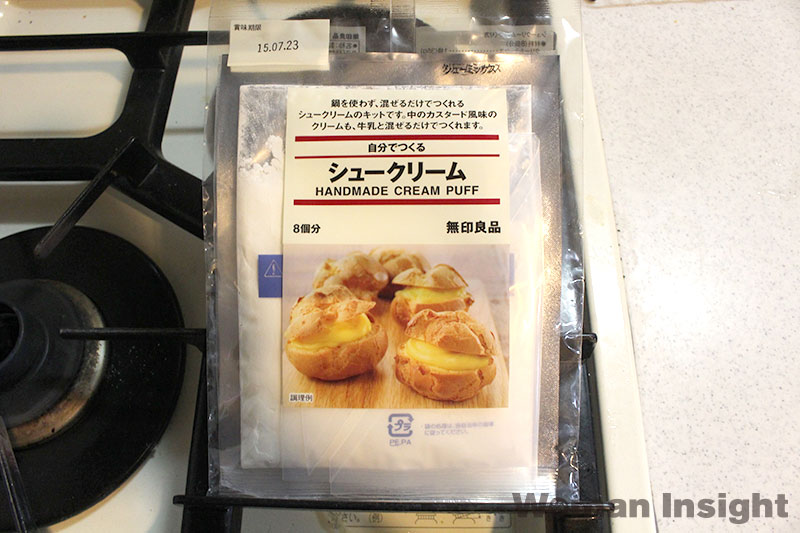 賞味期限
15.07.23
シューミックス
鍋を使わず、混ぜるだけでつくれる
シュークリームのキットです。中のカスタード風味の
クリームも、牛乳と混ぜるだけでつくれます。
自分でつくる
シュークリーム
HANDMADE CREAM PUFF
8個分
無印良品
調理例
プラ
PE,PA
Woman Insight